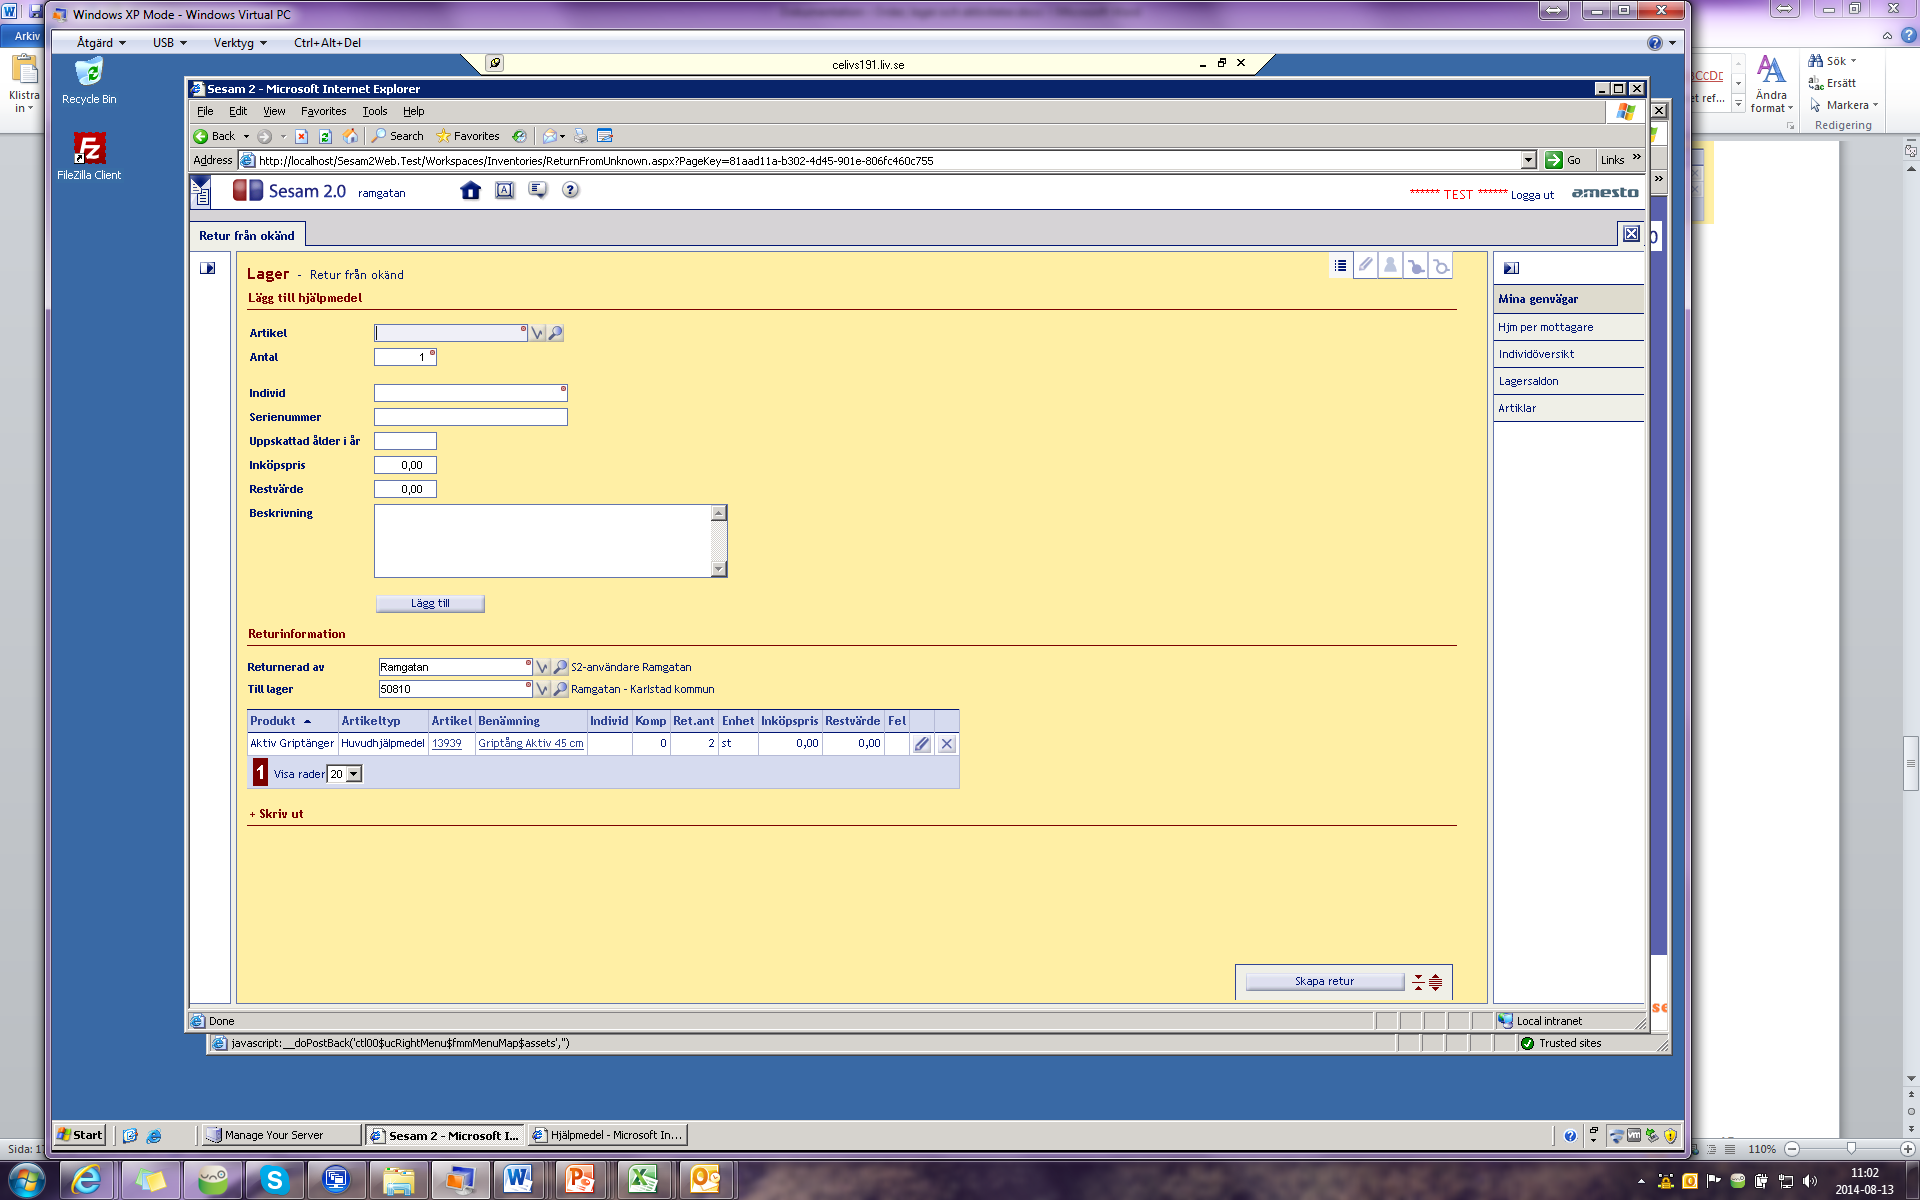 Windows XP Mode - Windows Virtual PC
Arkiv
Åtgärd USB Verktyg Ctrl+Alt+Del
Klistra
in
celivs191.liv.se
Recycle Bin
FileZilla Client
Sesam 2 - Microsoft Internet Explorer
File Edit View Favorites Tools Help
Back Search Favorites
Address http://localhost/Sesam2Web.Test/Workspaces/Inventories/ReturnFromUnknown.aspx?PageKey=81aad11a-b302-4d45-901e-806fc460c755 Go Links »
Sesam 2.0 ramgatan
****** TEST ****** Logga ut amesto
Retur från okänd
Lager - Retur från okänd
Lägg till hjälpmedel
Artikel
Antal 1
Individ
Serienummer
Uppskattad ålder i år
Inköpspris 0,00
Restvärde 0,00
Beskrivning
Lägg till
Returinformation
Returnerad av Ramgatan S2-användare Ramgatan
Till lager 50810 Ramgatan - Karlstad kommun
Produkt Artikeltyp Artikel Benämning Individ Komp Ret.ant Enhet Inköpspris Restvärde Fel
Aktiv Griptänger Huvudhjälpmedel 13939 Griptång Aktiv 45 cm 0 2 st 0,00 0,00
1 Visa rader 20
+ Skriv ut
Skapa retur
Mina genvägar
Hjm per mottagare
Individöversikt
Lagersaldon
Artiklar
Done Local intranet
javascript:__doPostBack('ctl00$ucRightMenu$fmmMenuMap$assets','') Trusted sites
Start Manage Your Server Sesam 2 - Microsoft I... Hjälpmedel - Microsoft In...
Sök
Ersätt
Markera
Redigering
Ändra
format
et ref...
110%
11:02
2014-08-13